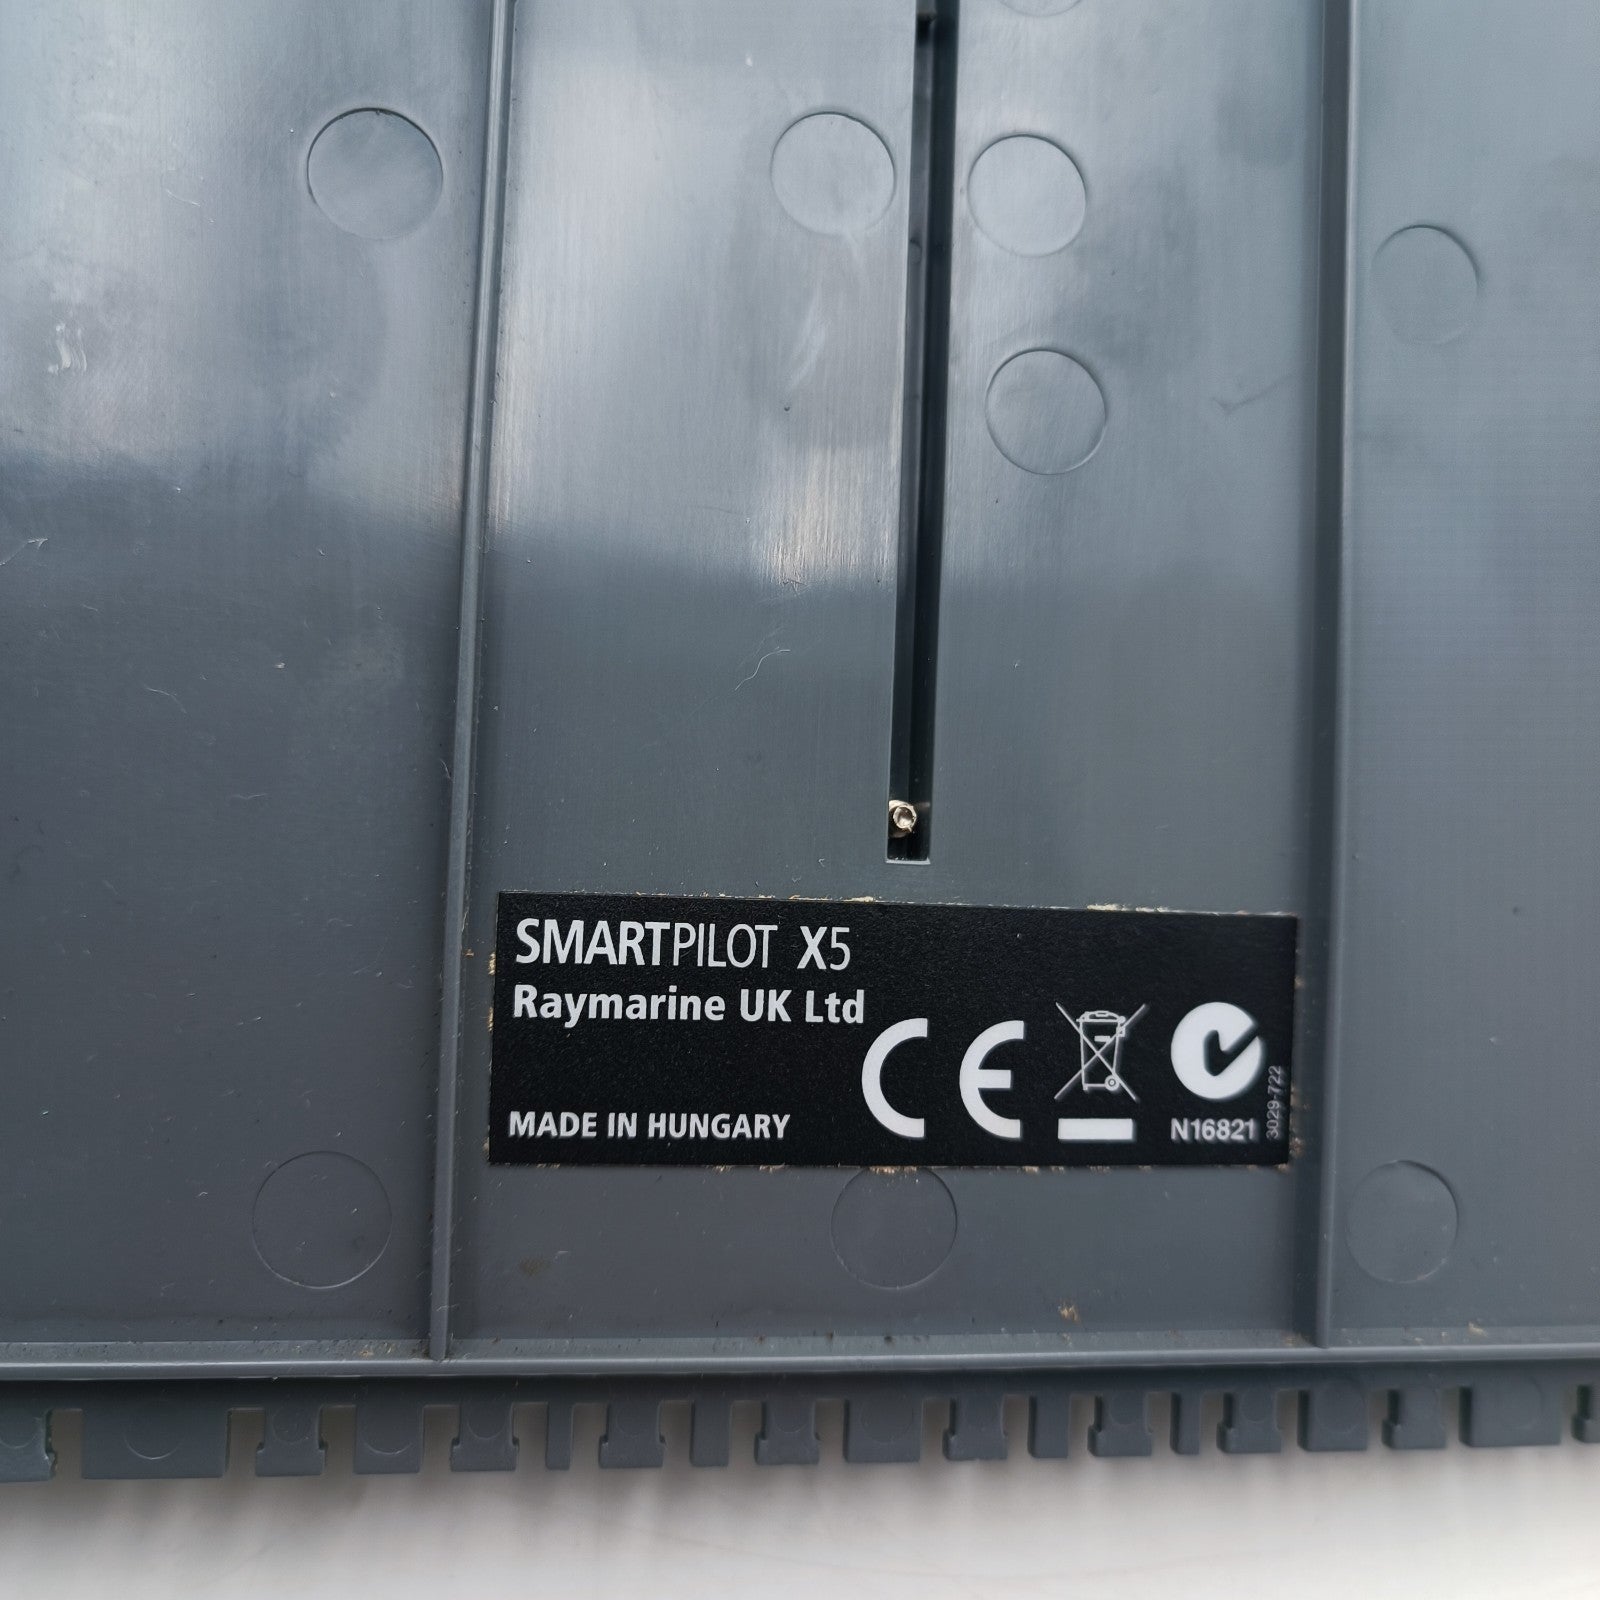 SMARTPILOT X5
Raymarine UK Ltd
MADE IN HUNGARY
CE
N16821
3029-722